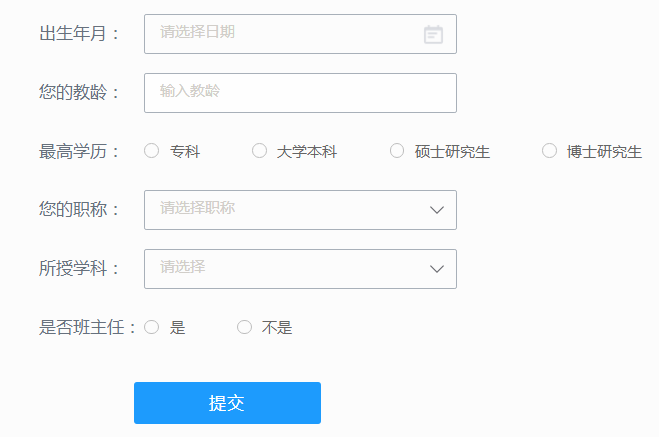 出生年月： 请选择日期
您的教龄： 输入教龄
最高学历： 专科 大学本科 硕士研究生 博士研究生
您的职称： 请选择职称
所授学科： 请选择
是否班主任： 是 不是
提交